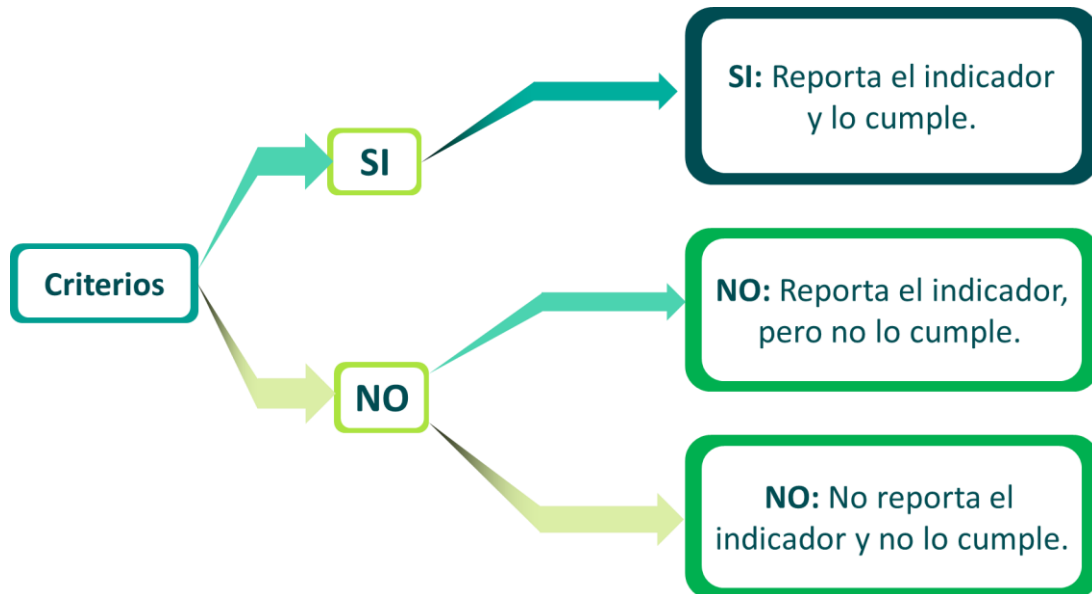 Criterios
SI
SI: Reporta el indicador
y lo cumple.
NO
NO: Reporta el indicador,
pero no lo cumple.
NO: No reporta el
indicador y no lo cumple.